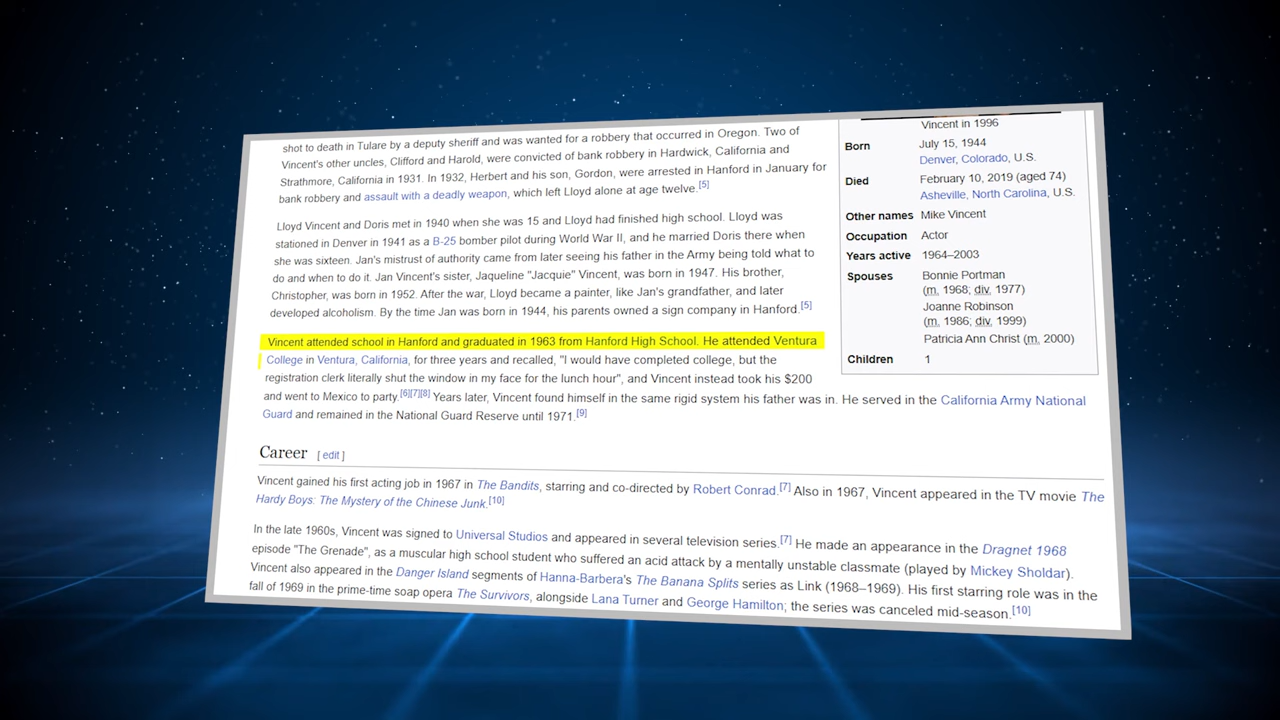 shot to death in Tulare by a deputy sheriff and was wanted for a robbery that occurred in Oregon. Two of
Vincent's other uncles, Clifford and Harold, were convicted of bank robbery in Hardwick, California and
Strathmore, California in 1931. In 1932, Herbert and his son, Gordon, were arrested in Hanford in January for
bank robbery and assault with a deadly weapon, which left Lloyd alone at age twelve.[5]
Lloyd Vincent and Doris met in 1940 when she was 15 and Lloyd had finished high school. Lloyd was
stationed in Denver in 1941 as a B-25 bomber pilot during World War II, and he married Doris there when
she was sixteen. Jan's mistrust of authority came from later seeing his father in the Army being told what to
do and when to do it. Jan Vincent's sister, Jaqueline "Jacquie" Vincent, was born in 1947. His brother,
Christopher, was born in 1952. After the war, Lloyd became a painter, like Jan's grandfather, and later
developed alcoholism. By the time Jan was born in 1944, his parents owned a sign company in Hanford.[5]
Vincent attended school in Hanford and graduated in 1963 from Hanford High School. He attended Ventura
College in Ventura, California, for three years and recalled, "I would have completed college, but the
registration clerk literally shut the window in my face for the lunch hour", and Vincent instead took his $200
and went to Mexico to party.[6][7][8] Years later, Vincent found himself in the same rigid system his father was in. He served in the California Army National
Guard and remained in the National Guard Reserve until 1971.[9]
Vincent in 1996
Born July 15, 1944
Denver, Colorado, U.S.
Died February 10, 2019 (aged 74)
Asheville, North Carolina, U.S.
Other names Mike Vincent
Occupation Actor
Years active 1964–2003
Spouses Bonnie Portman
(m. 1968; div. 1977)
Joanne Robinson
(m. 1986; div. 1999)
Patricia Ann Christ (m. 2000)
Children 1
Career [ edit ]
Vincent gained his first acting job in 1967 in The Bandits, starring and co-directed by Robert Conrad.[7] Also in 1967, Vincent appeared in the TV movie The
Hardy Boys: The Mystery of the Chinese Junk.[10]
In the late 1960s, Vincent was signed to Universal Studios and appeared in several television series.[7] He made an appearance in the Dragnet 1968
episode "The Grenade", as a muscular high school student who suffered an acid attack by a mentally unstable classmate (played by Mickey Sholdar).
Vincent also appeared in the Danger Island segments of Hanna-Barbera's The Banana Splits series as Link (1968–1969). His first starring role was in the
fall of 1969 in the prime-time soap opera The Survivors, alongside Lana Turner and George Hamilton; the series was canceled mid-season.[10]